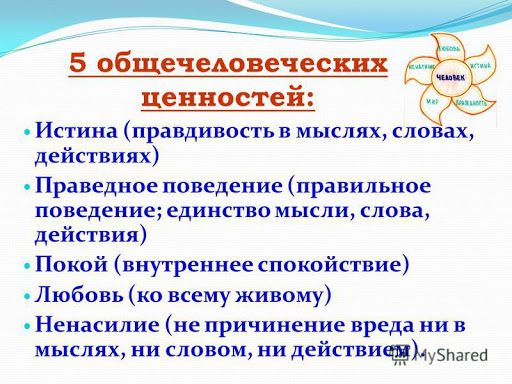 5 общечеловеческих
ценностей:
ЛЮБОВЬ
ИСТИНА
ЧЕЛОВЕК
МИР
Истина (правдивость в мыслях, словах,
действиях)
Праведное поведение (правильное
поведение; единство мысли, слова,
действия)
Покой (внутреннее спокойствие)
Любовь (ко всему живому)
Ненасилие (не причинение вреда ни в
мыслях, ни словом, ни действием).
MyShared